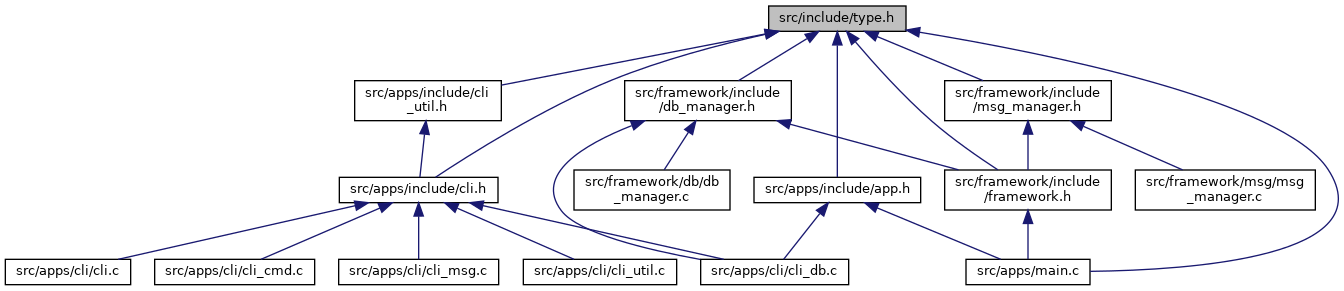 src/include/type.h
src/apps/include/cli
_util.h
src/framework/include
/db_manager.h
src/framework/include
/msg_manager.h
src/apps/include/cli.h
src/framework/db/db
_manager.c
src/apps/include/app.h
src/framework/include
/framework.h
src/framework/msg/msg
_manager.c
src/apps/cli/cli.c
src/apps/cli/cli_cmd.c
src/apps/cli/cli_msg.c
src/apps/cli/cli_util.c
src/apps/cli/cli_db.c
src/apps/main.c